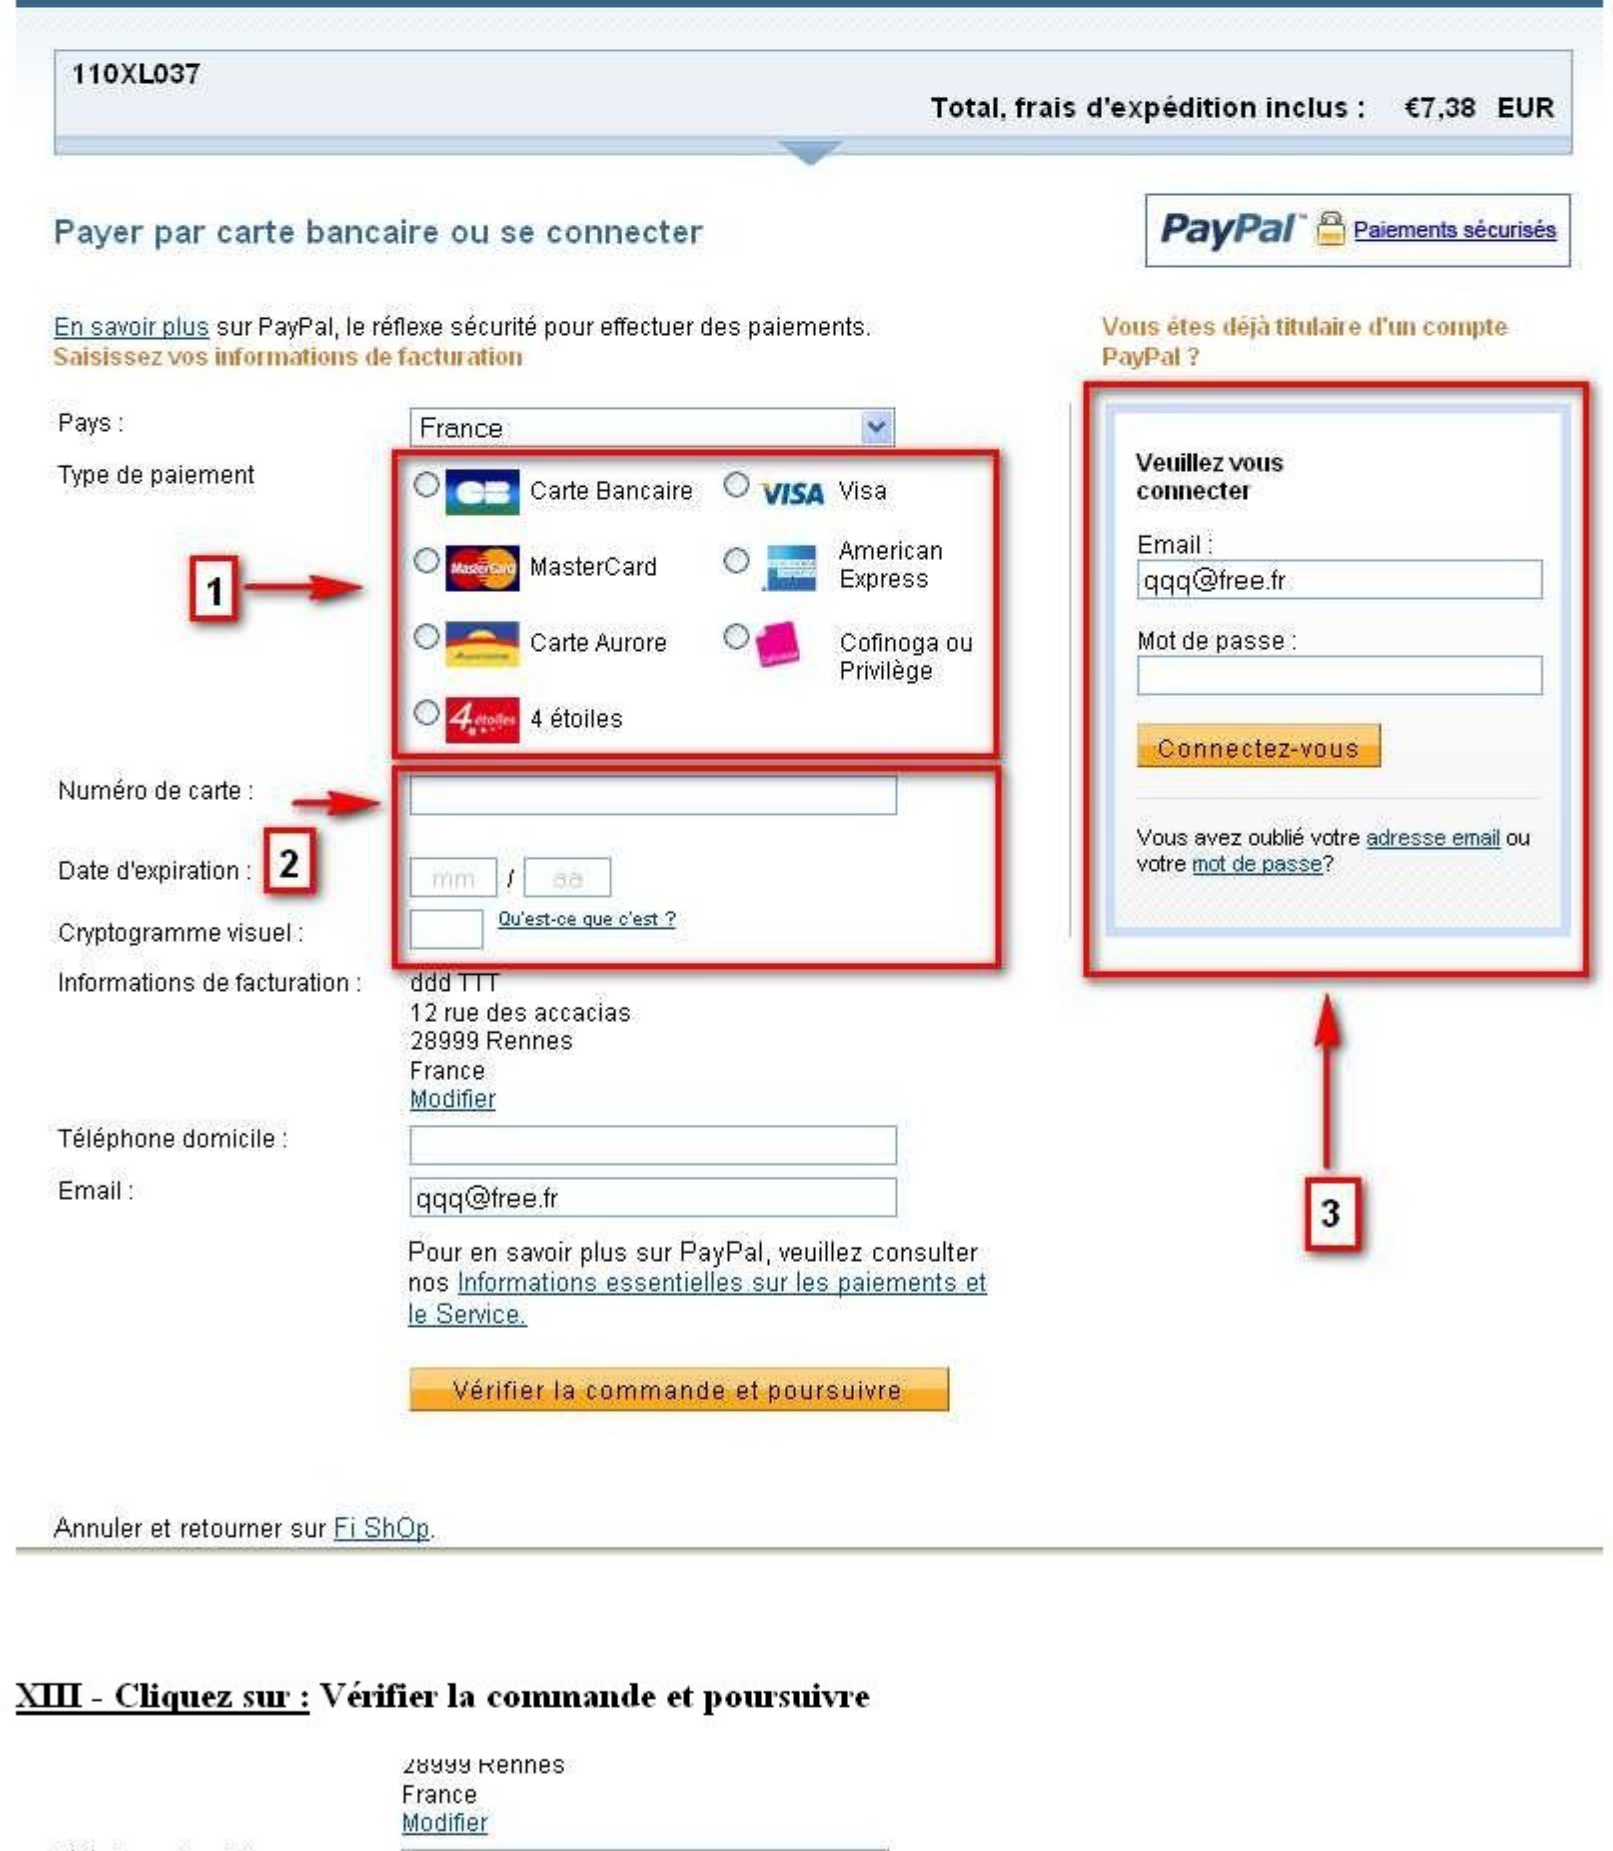 110XL037
Total, frais d'expédition inclus : €7,38 EUR
Payer par carte bancaire ou se connecter
PayPal™ Paiements sécurisés
En savoir plus sur PayPal, le réflexe sécurité pour effectuer des paiements.
Saisissez vos informations de facturation
Vous êtes déjà titulaire d'un compte
PayPal ?
Pays :
France
Type de paiement
CB Carte Bancaire
VISA Visa
MasterCard MasterCard
American
Express
Carte Aurore
Cofinoga ou
Privilège
4 étoiles 4 étoiles
1
Numéro de carte :
2
Date d'expiration :
mm / aa
Cryptogramme visuel :
Qu'est-ce que c'est ?
Informations de facturation :
ddd TTT
12 rue des accacias
28999 Rennes
France
Modifier
Téléphone domicile :
Email :
qqq@free.fr
Pour en savoir plus sur PayPal, veuillez consulter
nos Informations essentielles sur les paiements et
le Service.
Vérifier la commande et poursuivre
Veuillez vous
connecter
Email :
qqq@free.fr
Mot de passe :
Connectez-vous
Vous avez oublié votre adresse email ou
votre mot de passe?
3
Annuler et retourner sur Fi ShOp.
XIII - Cliquez sur : Vérifier la commande et poursuivre
28999 Rennes
France
Modifier